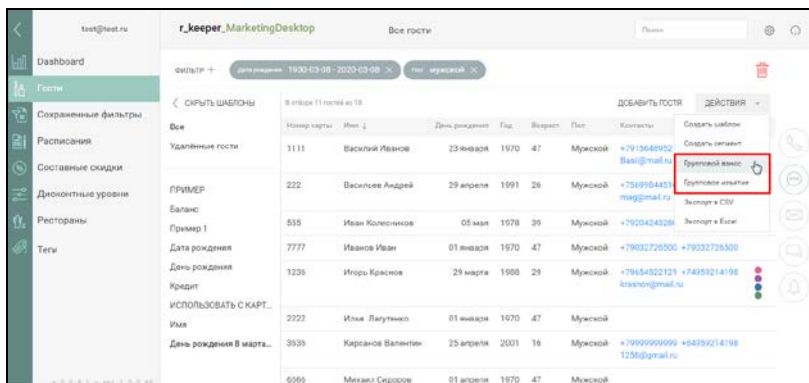 test@test.ru
r_keeper_MarketingDesktop
Все гости
Поиск
Dashboard
Гости
Сохраненные фильтры
Расписания
Составные скидки
Дисконтные уровни
Рестораны
Теги
ФИЛЬТР +
Дата рождения 1930-03-08 - 2020-03-08 ×
Пол мужской ×
СКРЫТЬ ШАБЛОНЫ
Все
Удалённые гости
ПРИМЕР
Баланс
Пример 1
Дата рождения
День рождения
Кредит
ИСПОЛЬЗОВАТЬ С КАРТ...
Имя
День рождения 8 марта...
В отборе 11 гостей из 18
ДОБАВИТЬ ГОСТЯ
ДЕЙСТВИЯ
Создать шаблон
Создать сегмент
Групповой взнос
Групповое изъятие
Экспорт в CSV
Экспорт в Excel
Номер карты Имя ↓ День рождения Год Возраст Пол Контакты
1111 Василий Иванов 23 января 1970 47 Мужской
Basil@mail.ru
222 Васильев Андрей 29 апреля 1991 26 Мужской
mag@mail.ru
555 Иван Колесников 05 мая 1978 39 Мужской
7777 Иванов Иван 01 января 1970 47 Мужской +79032726500 +79032726500
1236 Игорь Краснов 29 марта 1988 29 Мужской +79654522121 +74959214198
krasnov@mail.ru
2222 Илья Лагутенко 01 января 1970 47 Мужской
3636 Кирсанов Валентин 25 апреля 2001 16 Мужской +79999999999 +64959214198
1256@gmail.ru
6566 Михаил Сидоров 01 апреля 1970 47 Мужской